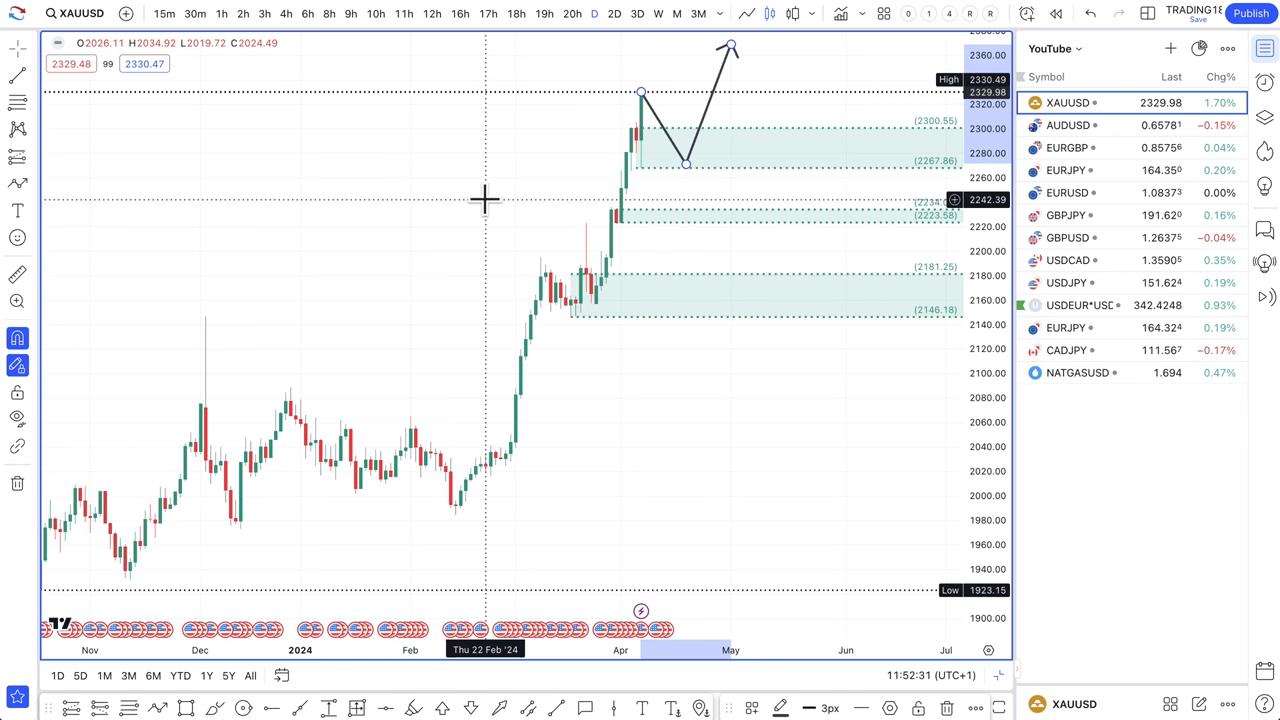 XAUUSD 15m 30m 1h 2h 3h 4h 6h 8h 9h 10h 11h 12h 16h 17h 18h 19h 20h D 2D 3D W M 3M 0 1 4 R R TRADING18 Save Publish
O2026.11 H2034.92 L2019.72 C2024.49
2329.48 99 2330.47
2380.00
2360.00
High 2330.49
2329.98
2320.00
(2300.55) 2300.00
2280.00
(2267.86)
2260.00
2242.39
(2223.58) 2220.00
2200.00
(2181.25) 2180.00
2160.00
(2146.18)
2140.00
2120.00
2100.00
2080.00
2060.00
2040.00
2020.00
2000.00
1980.00
1960.00
1940.00
Low 1923.15
1900.00
Nov Dec 2024 Feb Thu 22 Feb '24 Apr May Jun Jul
1D 5D 1M 3M 6M YTD 1Y 5Y All 11:52:31 (UTC+1)
3px
YouTube
Symbol Last Chg%
XAUUSD 2329.98 1.70%
AUDUSD 0.6578¹ −0.15%
EURGBP 0.8575⁶ 0.04%
EURJPY 164.35⁰ 0.20%
EURUSD 1.0837³ 0.00%
GBPJPY 191.62⁰ 0.16%
GBPUSD 1.2637⁵ −0.04%
USDCAD 1.3590⁵ 0.35%
USDJPY 151.62⁴ 0.19%
USDEUR*USD 342.4248 0.93%
EURJPY 164.32⁴ 0.19%
CADJPY 111.56⁷ −0.17%
NATGASUSD 1.694 0.47%
XAUUSD